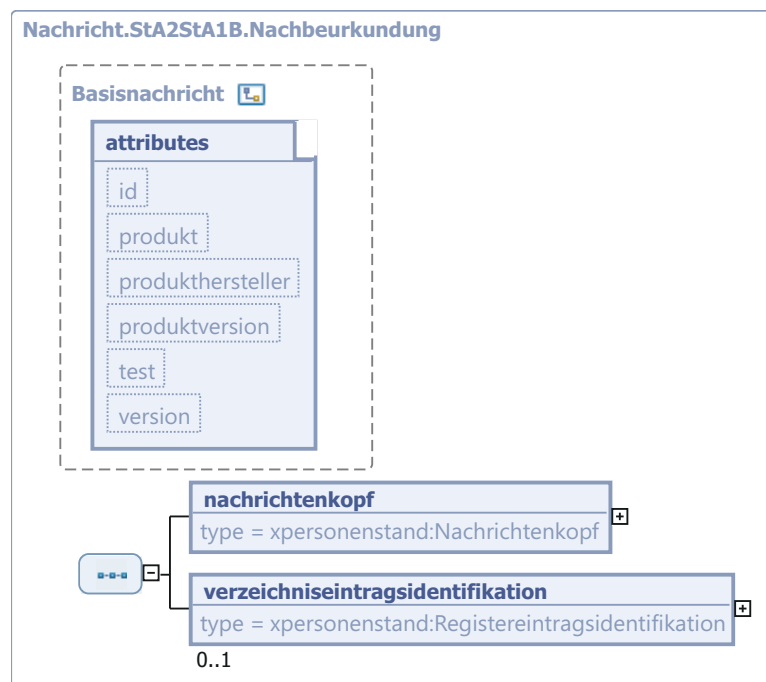 Nachricht.StA2StA1B.Nachbeurkundung
Basisnachricht
attributes
id
produkt
produkthersteller
produktversion
test
version
nachrichtenkopf
type = xpersonenstand:Nachrichtenkopf
verzeichniseintragsidentifikation
type = xpersonenstand:Registereintragsidentifikation
0..1